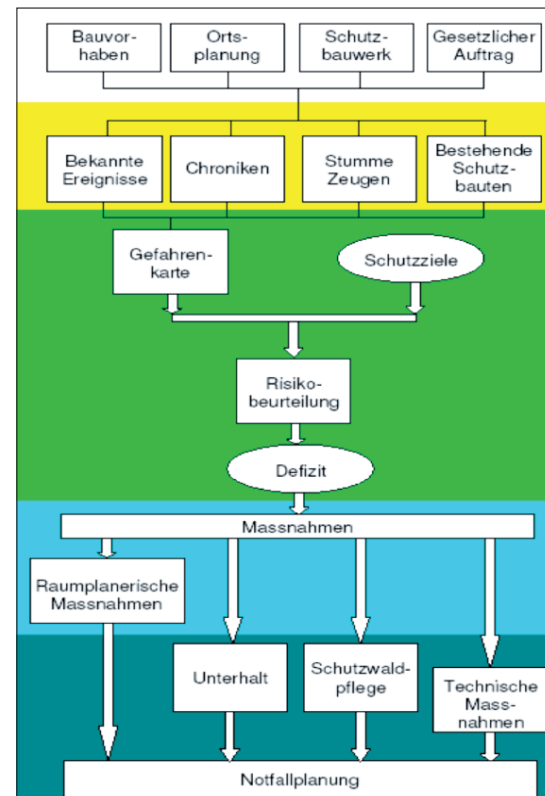 Bauvor-
haben
Orts-
planung
Schutz-
bauwerk
Gesetzlicher
Auftrag
Bekannte
Ereignisse
Chroniken
Stumme
Zeugen
Bestehende
Schutz-
bauten
Gefahren-
karte
Schutzziele
Risiko-
beurteilung
Defizit
Massnahmen
Raumplanerische
Massnahmen
Unterhalt
Schutzwald-
pflege
Technische
Mass-
nahmen
Notfallplanung